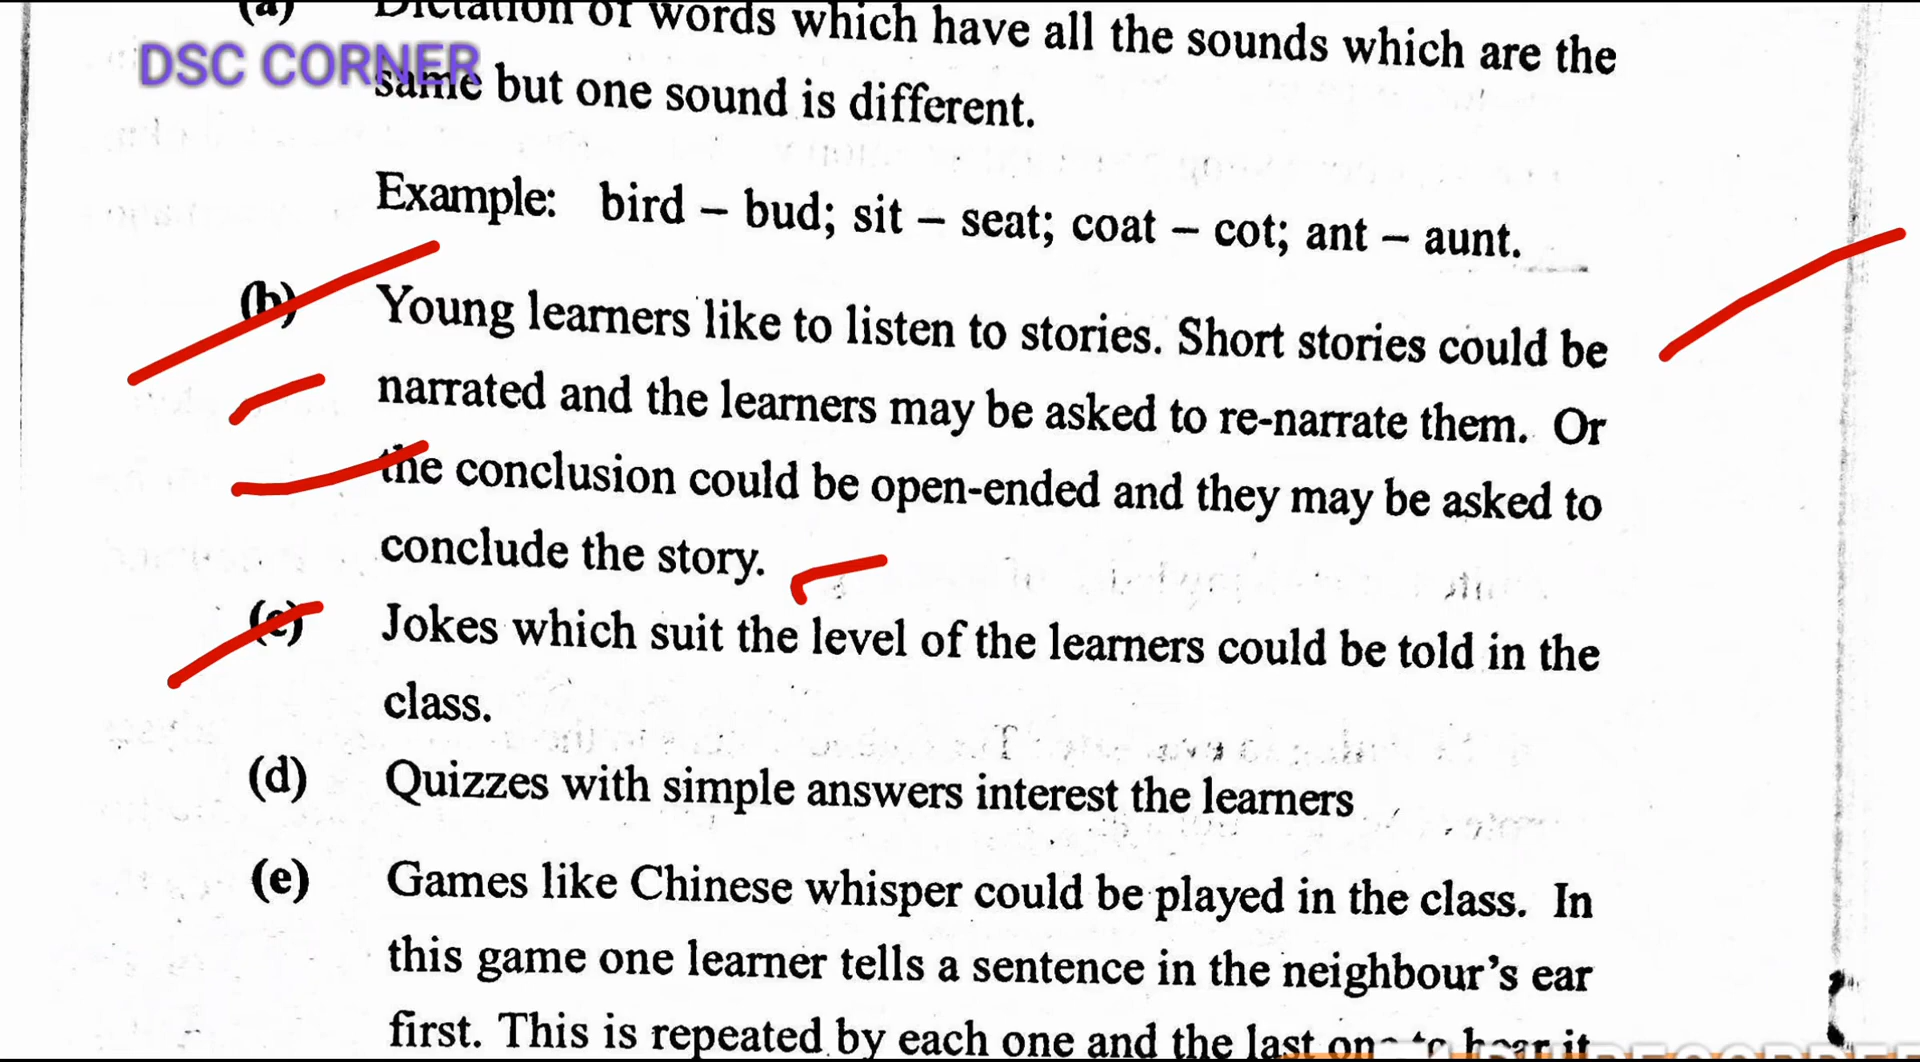 (a) Dictation of words which have all the sounds which are the
DSC CORNER
same but one sound is different.
Example: bird – bud; sit – seat; coat – cot; ant – aunt.
(b) Young learners like to listen to stories. Short stories could be
narrated and the learners may be asked to re-narrate them. Or
the conclusion could be open-ended and they may be asked to
conclude the story.
(c) Jokes which suit the level of the learners could be told in the
class.
(d) Quizzes with simple answers interest the learners
(e) Games like Chinese whisper could be played in the class. In
this game one learner tells a sentence in the neighbour's ear
first. This is repeated by each one and the last one to hear it